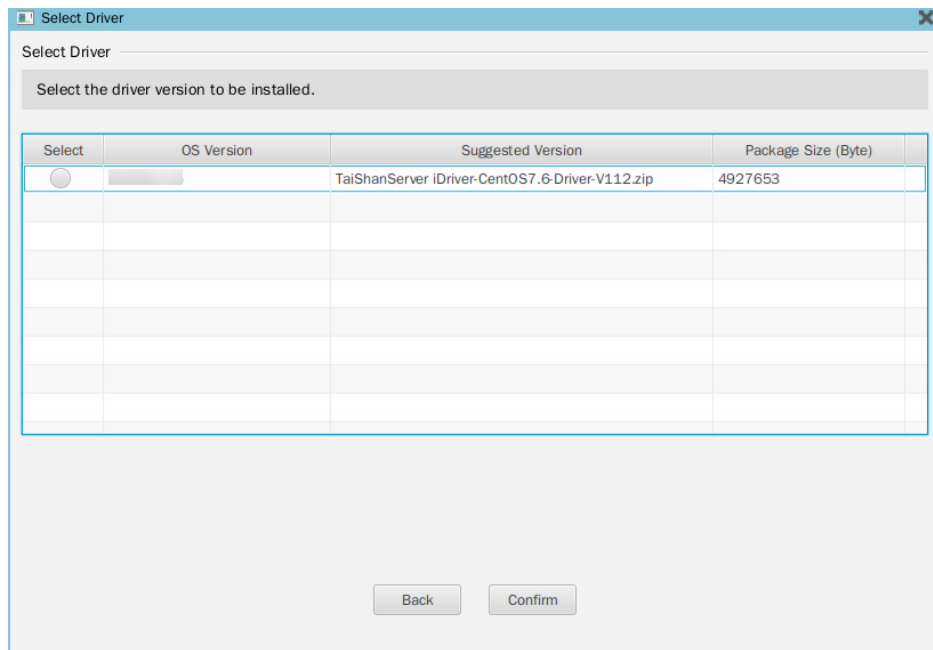 Select Driver
Select Driver
Select the driver version to be installed.
Select OS Version Suggested Version Package Size (Byte)
TaiShanServer iDriver-CentOS7.6-Driver-V112.zip 4927653
Back Confirm